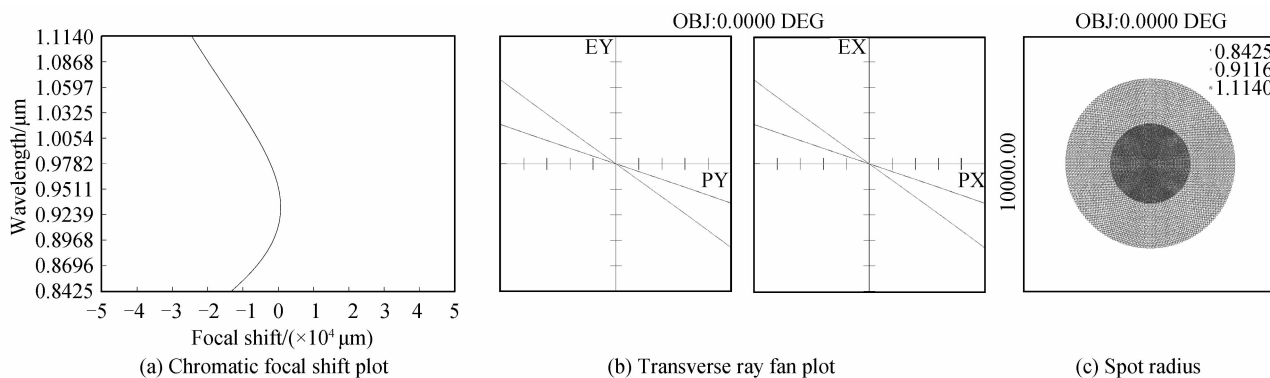 OBJ:0.0000 DEG
OBJ:0.0000 DEG
1.1140
1.0868
1.0597
1.0325
1.0054
0.9782
0.9511
0.9239
0.8968
0.8696
0.8425
Wavelength/μm
−5 −4 −3 −2 −1 0 1 2 3 4 5
Focal shift/(×10⁴ μm)
(a) Chromatic focal shift plot
EY
PY
EX
PX
(b) Transverse ray fan plot
10000.00
0.8425
0.9116
1.1140
(c) Spot radius